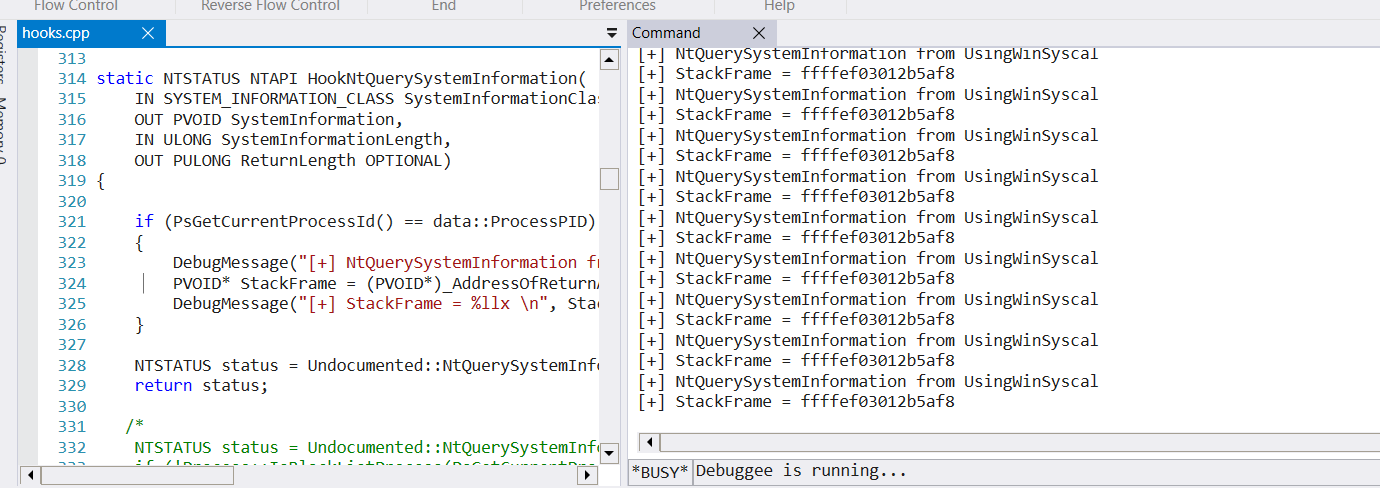 Flow Control Reverse Flow Control End Preferences Help
Registers Memory 0
hooks.cpp
313
314 static NTSTATUS NTAPI HookNtQuerySystemInformation(
315 IN SYSTEM_INFORMATION_CLASS SystemInformationClas
316 OUT PVOID SystemInformation,
317 IN ULONG SystemInformationLength,
318 OUT PULONG ReturnLength OPTIONAL)
319 {
320
321 if (PsGetCurrentProcessId() == data::ProcessPID)
322 {
323 DebugMessage("[+] NtQuerySystemInformation fr
324 PVOID* StackFrame = (PVOID*)_AddressOfReturnA
325 DebugMessage("[+] StackFrame = %llx \n", Stac
326 }
327
328 NTSTATUS status = Undocumented::NtQuerySystemInfo
329 return status;
330
331 /*
332 NTSTATUS status = Undocumented::NtQuerySystemInfo
Command
[+] NtQuerySystemInformation from UsingWinSyscal
[+] StackFrame = ffffef03012b5af8
[+] NtQuerySystemInformation from UsingWinSyscal
[+] StackFrame = ffffef03012b5af8
[+] NtQuerySystemInformation from UsingWinSyscal
[+] StackFrame = ffffef03012b5af8
[+] NtQuerySystemInformation from UsingWinSyscal
[+] StackFrame = ffffef03012b5af8
[+] NtQuerySystemInformation from UsingWinSyscal
[+] StackFrame = ffffef03012b5af8
[+] NtQuerySystemInformation from UsingWinSyscal
[+] StackFrame = ffffef03012b5af8
[+] NtQuerySystemInformation from UsingWinSyscal
[+] StackFrame = ffffef03012b5af8
[+] NtQuerySystemInformation from UsingWinSyscal
[+] StackFrame = ffffef03012b5af8
[+] NtQuerySystemInformation from UsingWinSyscal
[+] StackFrame = ffffef03012b5af8
*BUSY* Debuggee is running...